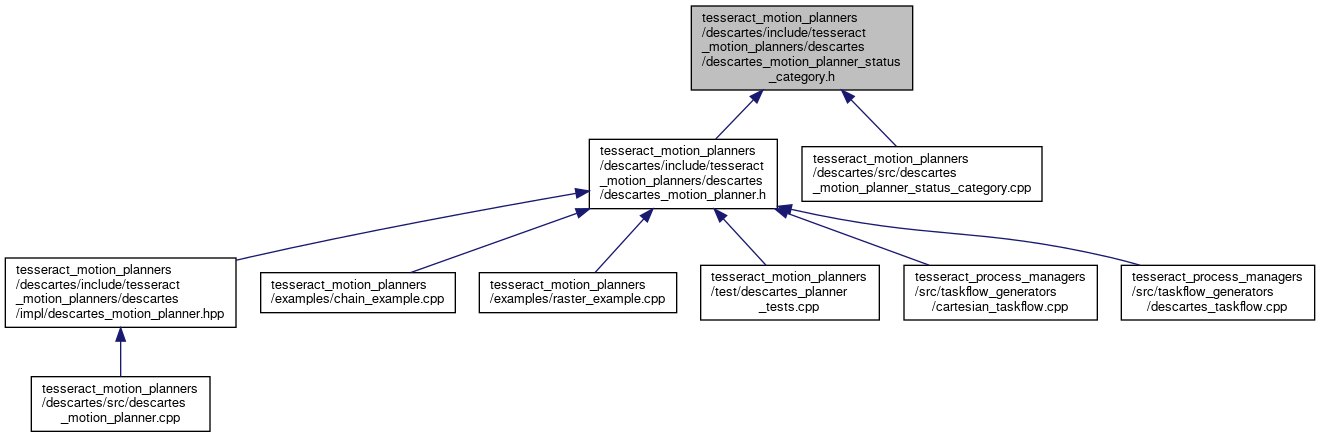 tesseract_motion_planners
/descartes/include/tesseract
_motion_planners/descartes
/descartes_motion_planner_status
_category.h
tesseract_motion_planners
/descartes/include/tesseract
_motion_planners/descartes
/descartes_motion_planner.h
tesseract_motion_planners
/descartes/src/descartes
_motion_planner_status_category.cpp
tesseract_motion_planners
/descartes/include/tesseract
_motion_planners/descartes
/impl/descartes_motion_planner.hpp
tesseract_motion_planners
/examples/chain_example.cpp
tesseract_motion_planners
/examples/raster_example.cpp
tesseract_motion_planners
/test/descartes_planner
_tests.cpp
tesseract_process_managers
/src/taskflow_generators
/cartesian_taskflow.cpp
tesseract_process_managers
/src/taskflow_generators
/descartes_taskflow.cpp
tesseract_motion_planners
/descartes/src/descartes
_motion_planner.cpp